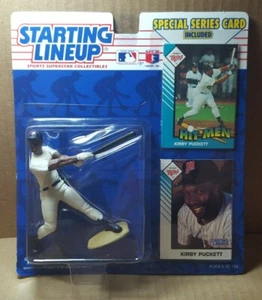 STARTING
LINEUP
SPORTS SUPERSTAR COLLECTIBLES
SPECIAL SERIES CARD
INCLUDED
HIT MEN
KIRBY PUCKETT
KIRBY PUCKETT